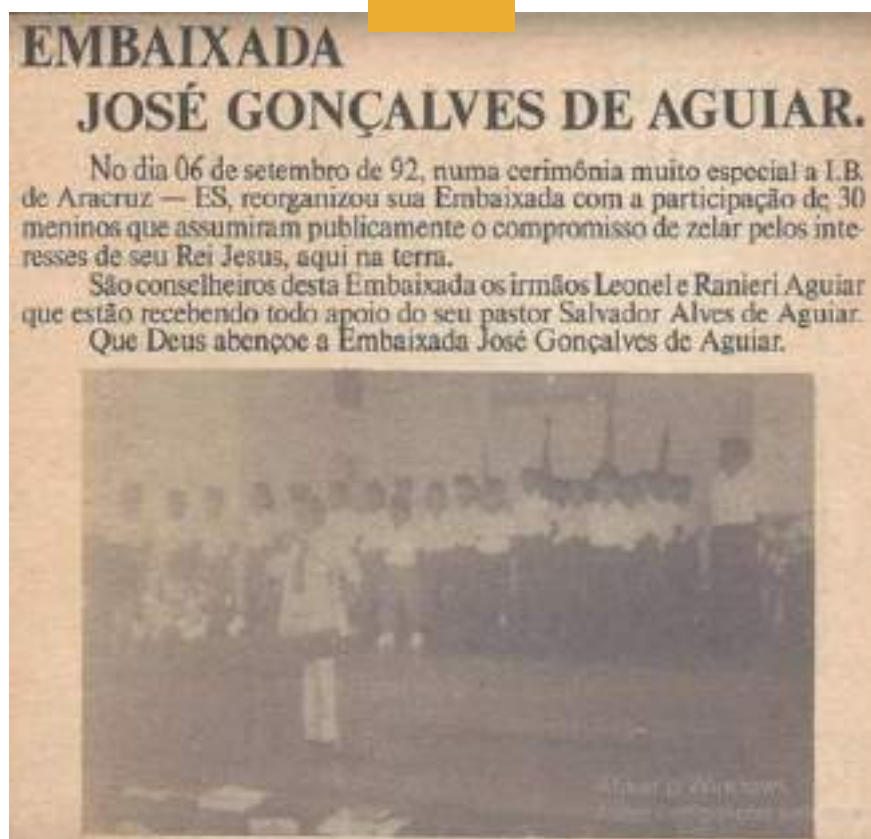 EMBAIXADA
JOSÉ GONÇALVES DE AGUIAR.
No dia 06 de setembro de 92, numa cerimônia muito especial a I.B.
de Aracruz — ES, reorganizou sua Embaixada com a participação de 30
meninos que assumiram publicamente o compromisso de zelar pelos inte-
resses de seu Rei Jesus, aqui na terra.
São conselheiros desta Embaixada os irmãos Leonel e Ranieri Aguiar
que estão recebendo todo apoio do seu pastor Salvador Alves de Aguiar.
Que Deus abençoe a Embaixada José Gonçalves de Aguiar.
Ativar o Windows